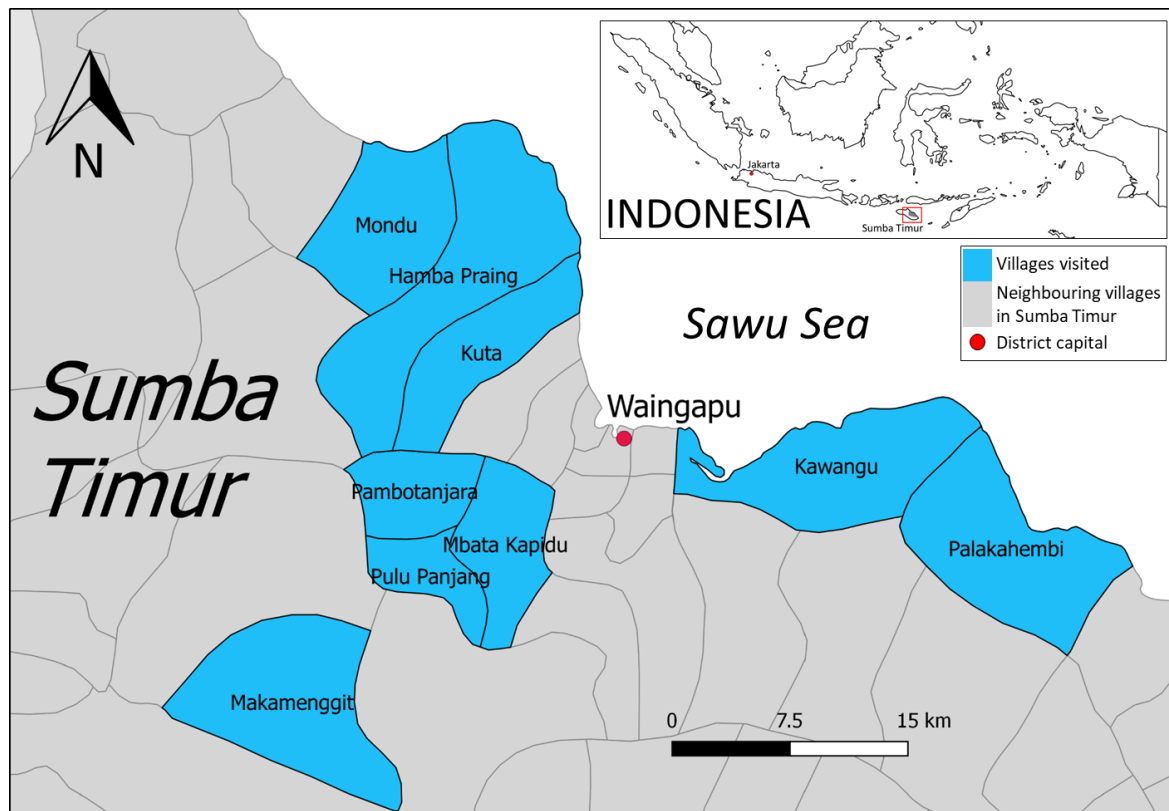 N
Jakarta
INDONESIA
Sumba Timur
Villages visited
Neighbouring villages
in Sumba Timur
District capital
Mondu
Hamba Praing
Kuta
Sawu Sea
Sumba
Timur
Waingapu
Kawangu
Pambotanjara
Mbata Kapidu
Palakahembi
Pulu Panjang
Makamenggit
0 7.5 15 km